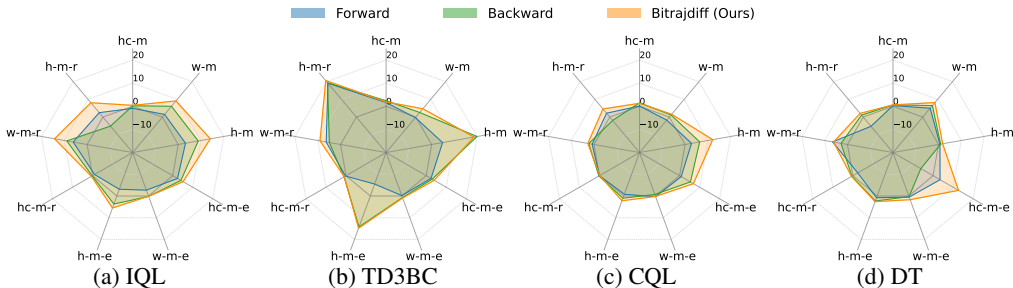 Forward Backward Bitrajdiff (Ours)
hc-m hc-m hc-m hc-m
20 20 20 20
h-m-r w-m h-m-r w-m h-m-r w-m h-m-r w-m
10 10 10 10
0 0 0 0
w-m-r h-m w-m-r h-m w-m-r h-m w-m-r h-m
−10 −10 −10 −10
hc-m-r hc-m-e hc-m-r hc-m-e hc-m-r hc-m-e hc-m-r hc-m-e
h-m-e w-m-e h-m-e w-m-e h-m-e w-m-e h-m-e w-m-e
(a) IQL (b) TD3BC (c) CQL (d) DT